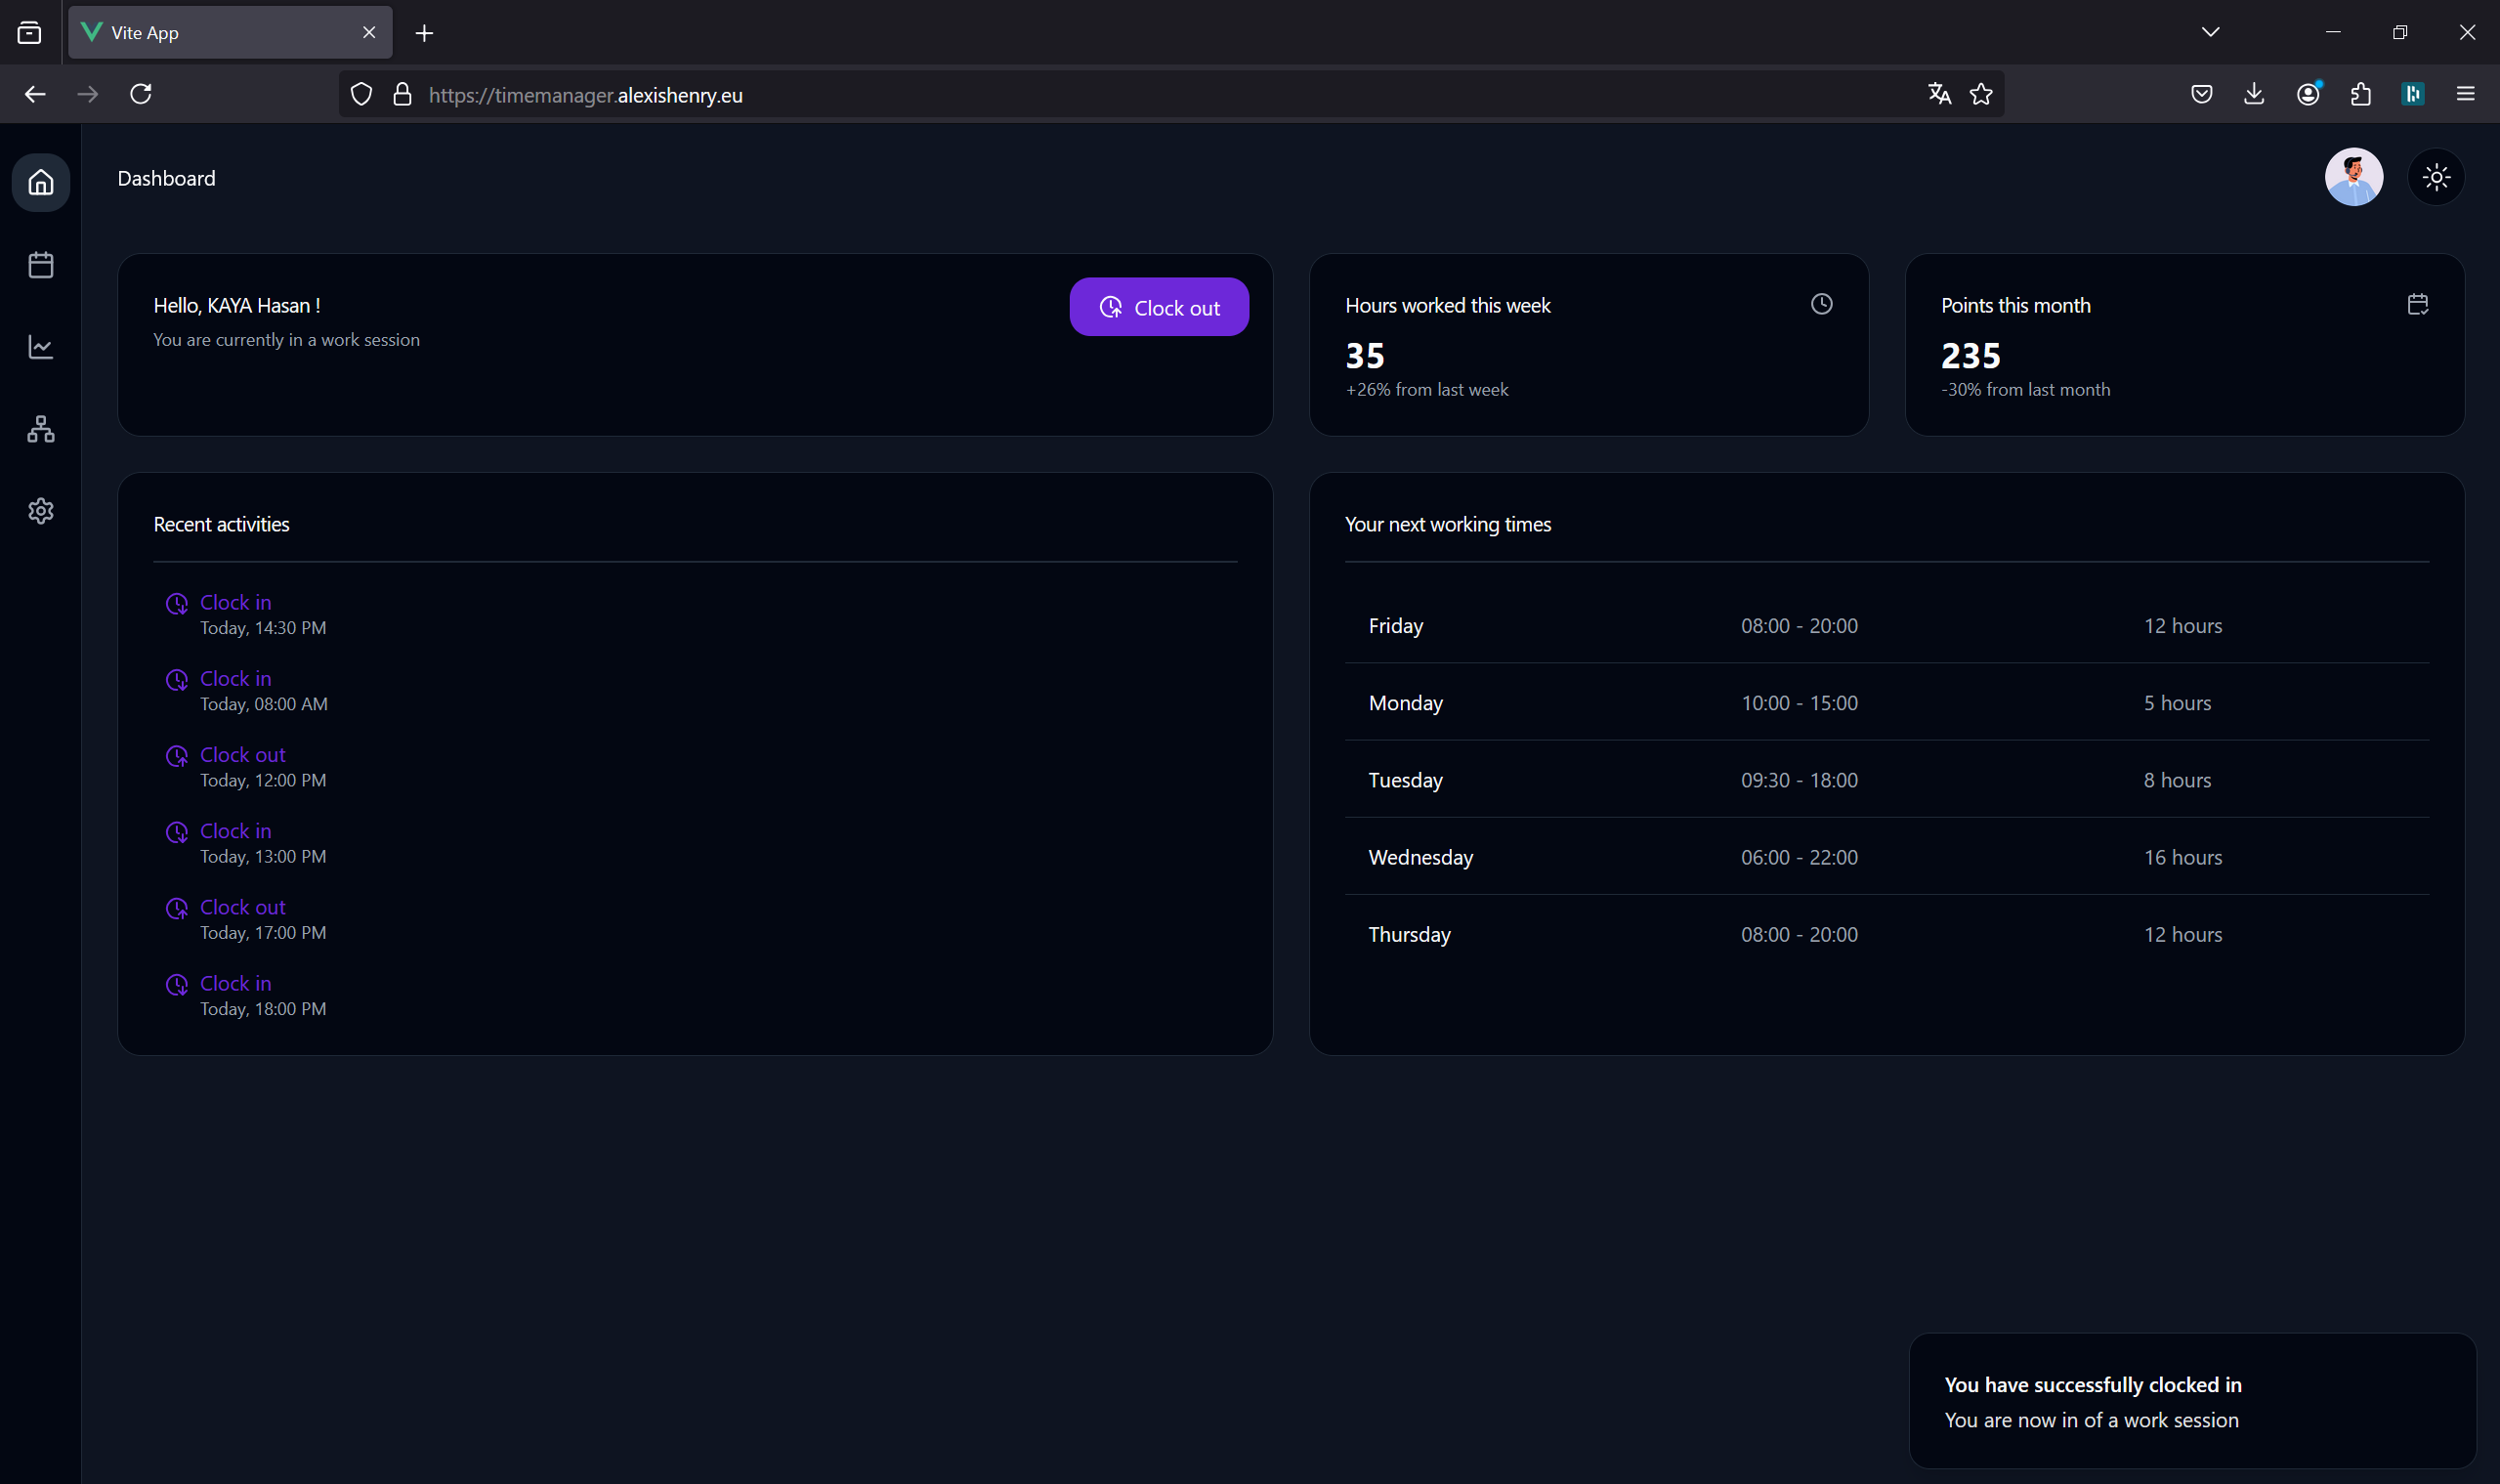 Vite App
https://timemanager.alexishenry.eu
Dashboard
Hello, KAYA Hasan !
You are currently in a work session
Clock out
Hours worked this week
35
+26% from last week
Points this month
235
-30% from last month
Recent activities
Clock in
Today, 14:30 PM
Clock in
Today, 08:00 AM
Clock out
Today, 12:00 PM
Clock in
Today, 13:00 PM
Clock out
Today, 17:00 PM
Clock in
Today, 18:00 PM
Your next working times
Friday 08:00 - 20:00 12 hours
Monday 10:00 - 15:00 5 hours
Tuesday 09:30 - 18:00 8 hours
Wednesday 06:00 - 22:00 16 hours
Thursday 08:00 - 20:00 12 hours
You have successfully clocked in
You are now in of a work session